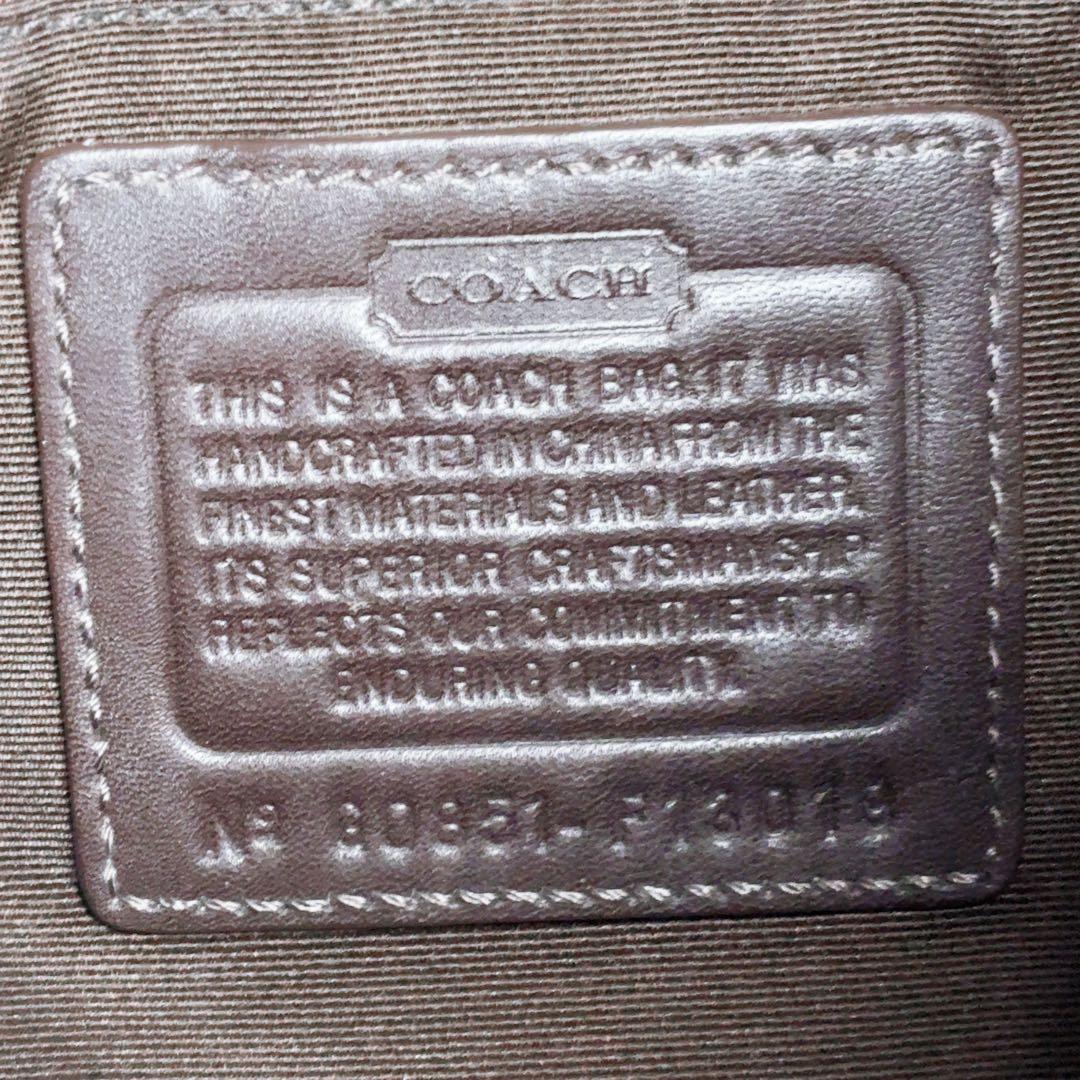 COACH
THIS IS A COACH BAG. IT WAS
HANDCRAFTED IN CHINA FROM THE
FINEST MATERIALS AND LEATHER.
ITS SUPERIOR CRAFTSMANSHIP
REFLECTS OUR COMMITMENT TO
ENDURING QUALITY.
Nº